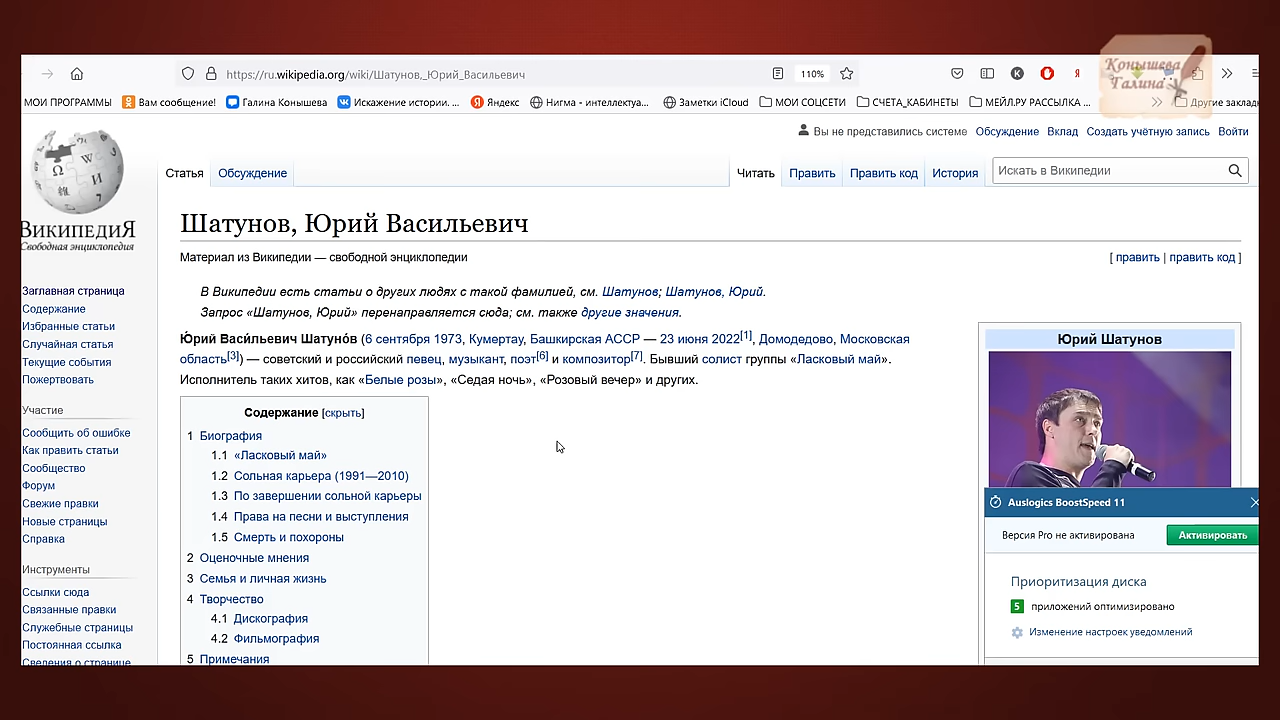 Конышева
Галина
https://ru.wikipedia.org/wiki/Шатунов,_Юрий_Васильевич
110%
МОИ ПРОГРАММЫ
Вам сообщение!
Галина Конышева
Искажение истории. ...
Яндекс
Нигма - интеллектуа...
Заметки iCloud
МОИ СОЦСЕТИ
СЧЕТА_КАБИНЕТЫ
МЕЙЛ.РУ РАССЫЛКА ...
Другие заклад
Вы не представились системе
Обсуждение
Вклад
Создать учётную запись
Войти
Статья
Обсуждение
Читать
Править
Править код
История
Искать в Википедии
ВИКИПЕДИЯ
Свободная энциклопедия
Шатунов, Юрий Васильевич
Материал из Википедии — свободной энциклопедии
[ править | править код ]
В Википедии есть статьи о других людях с такой фамилией, см. Шатунов; Шатунов, Юрий.
Запрос «Шатунов, Юрий» перенаправляется сюда; см. также другие значения.
Ю́рий Васи́льевич Шатуно́в (6 сентября 1973, Кумертау, Башкирская АССР — 23 июня 2022[1], Домодедово, Московская
область[3]) — советский и российский певец, музыкант, поэт[6] и композитор[7]. Бывший солист группы «Ласковый май».
Исполнитель таких хитов, как «Белые розы», «Седая ночь», «Розовый вечер» и других.
Заглавная страница
Содержание
Избранные статьи
Случайная статья
Текущие события
Пожертвовать
Участие
Сообщить об ошибке
Как править статьи
Сообщество
Форум
Свежие правки
Новые страницы
Справка
Инструменты
Ссылки сюда
Связанные правки
Служебные страницы
Постоянная ссылка
Сведения о странице
Содержание [скрыть]
1 Биография
1.1 «Ласковый май»
1.2 Сольная карьера (1991—2010)
1.3 По завершении сольной карьеры
1.4 Права на песни и выступления
1.5 Смерть и похороны
2 Оценочные мнения
3 Семья и личная жизнь
4 Творчество
4.1 Дискография
4.2 Фильмография
5 Примечания
Юрий Шатунов
Auslogics BoostSpeed 11
Версия Pro не активирована
Активировать
Приоритизация диска
5 приложений оптимизировано
Изменение настроек уведомлений